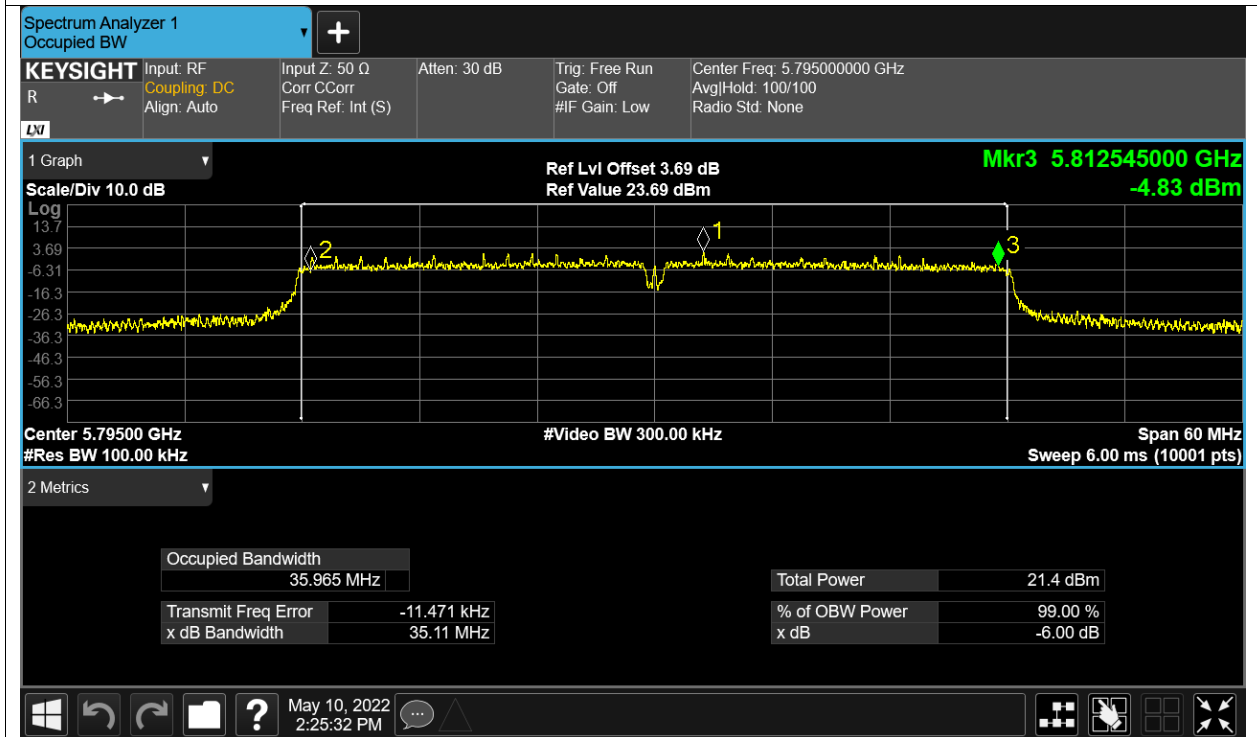 Spectrum Analyzer 1
Occupied BW
KEYSIGHT
R
LXI
Input: RF
Coupling: DC
Align: Auto
Input Z: 50 Ω
Corr CCorr
Freq Ref: Int (S)
Atten: 30 dB
Trig: Free Run
Gate: Off
#IF Gain: Low
Center Freq: 5.795000000 GHz
Avg|Hold: 100/100
Radio Std: None
1 Graph
Scale/Div 10.0 dB
Ref Lvl Offset 3.69 dB
Ref Value 23.69 dBm
Mkr3 5.812545000 GHz
-4.83 dBm
Log
13.7
3.69
-6.31
-16.3
-26.3
-36.3
-46.3
-56.3
-66.3
2
1
3
Center 5.79500 GHz
#Res BW 100.00 kHz
#Video BW 300.00 kHz
Span 60 MHz
Sweep 6.00 ms (10001 pts)
2 Metrics
Occupied Bandwidth
35.965 MHz
Transmit Freq Error -11.471 kHz
x dB Bandwidth 35.11 MHz
Total Power 21.4 dBm
% of OBW Power 99.00 %
x dB -6.00 dB
?
May 10, 2022
2:25:32 PM